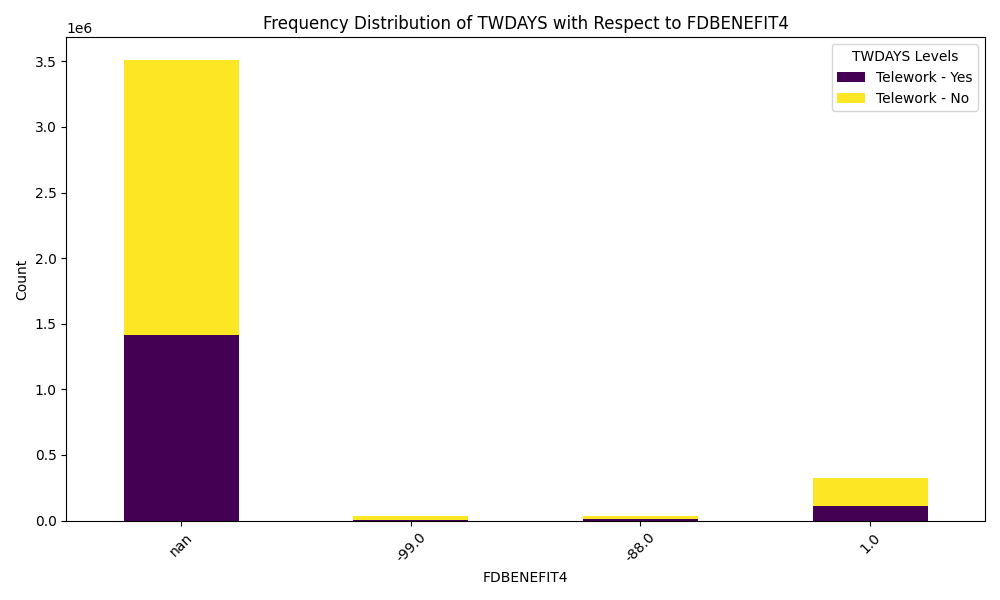 Frequency Distribution of TWDAYS with Respect to FDBENEFIT4
1e6
3.5
3.0
2.5
2.0
1.5
1.0
0.5
0.0
Count
TWDAYS Levels
Telework - Yes
Telework - No
nan
-99.0
-88.0
1.0
FDBENEFIT4